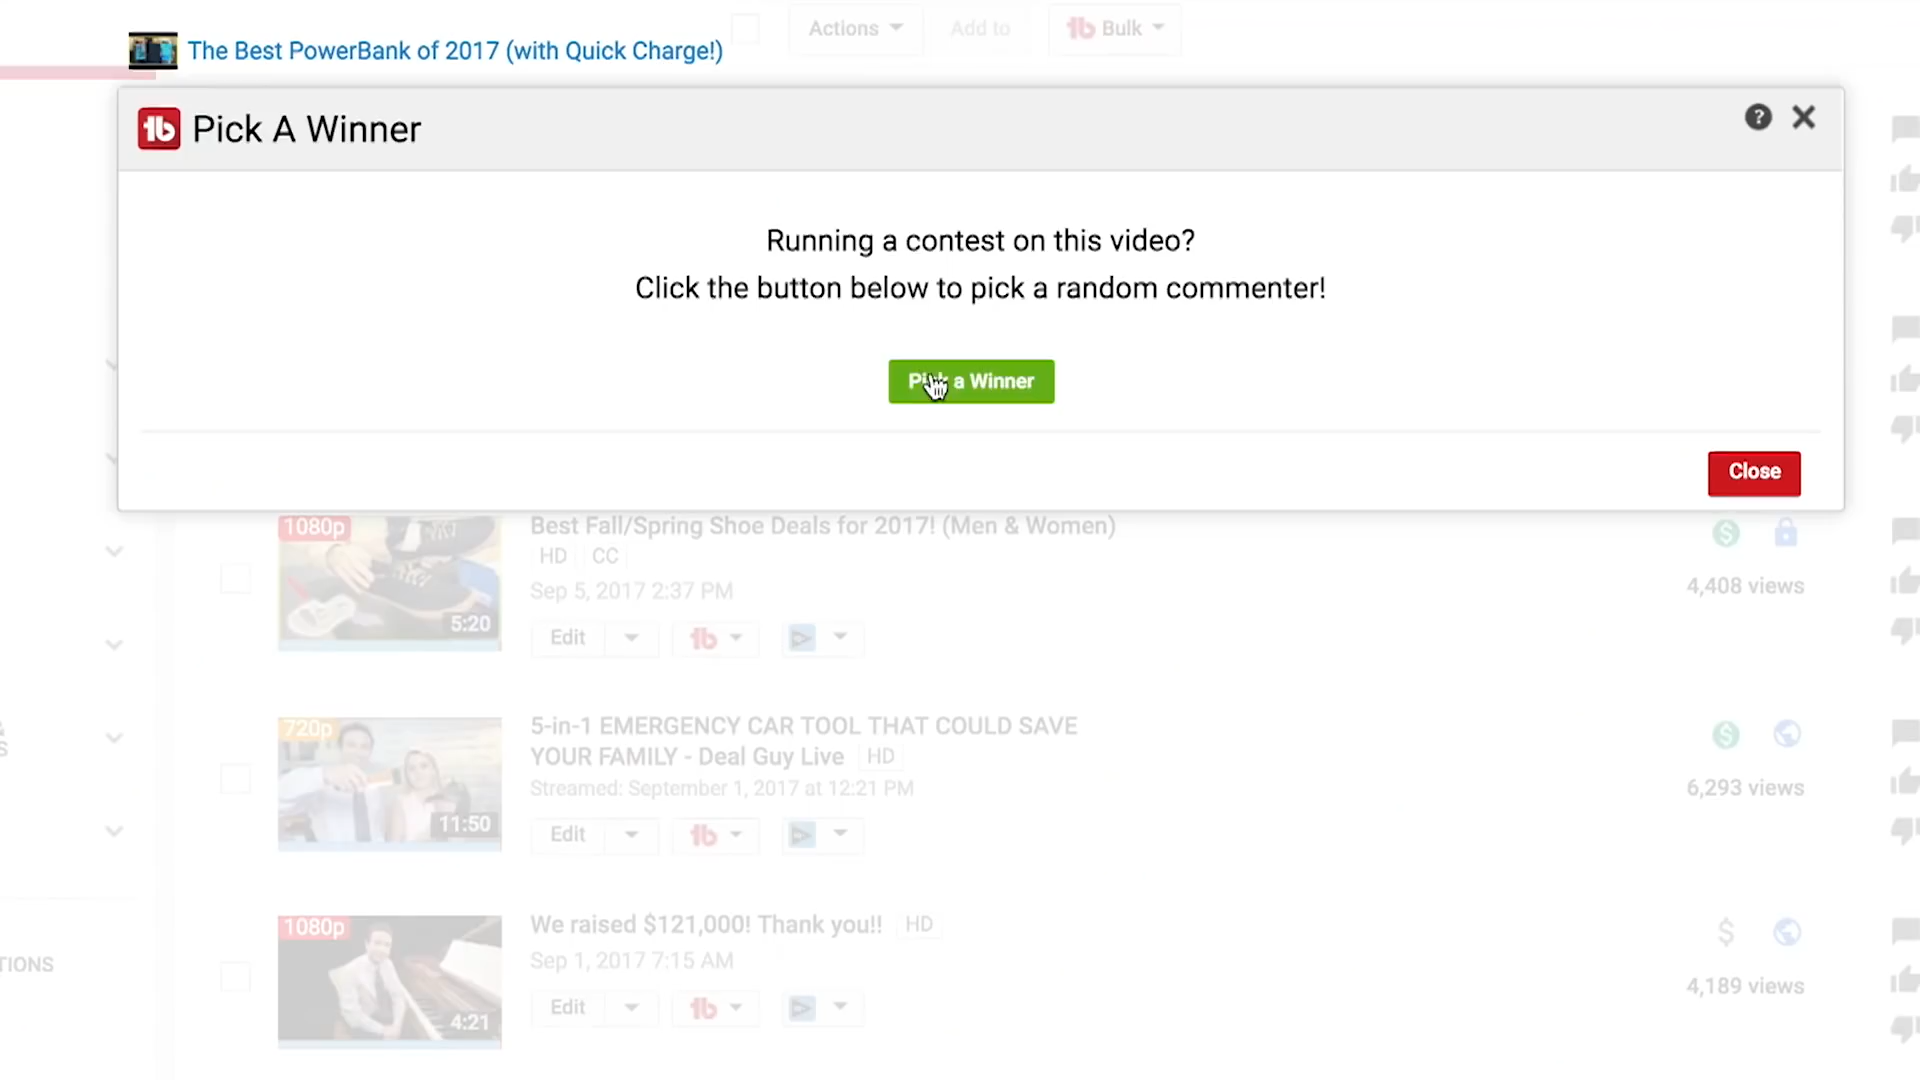 Actions
Add to
Bulk
The Best PowerBank of 2017 (with Quick Charge!)
Pick A Winner
Running a contest on this video?
Click the button below to pick a random commenter!
Pick a Winner
Close
1080p
5:20
Best Fall/Spring Shoe Deals for 2017! (Men & Women)
HD CC
Sep 5, 2017 2:37 PM
Edit
4,408 views
720p
11:50
5-in-1 EMERGENCY CAR TOOL THAT COULD SAVE
YOUR FAMILY - Deal Guy Live HD
Streamed: September 1, 2017 at 12:21 PM
Edit
6,293 views
TIONS
1080p
4:21
We raised $121,000! Thank you!! HD
Sep 1, 2017 7:15 AM
Edit
4,189 views